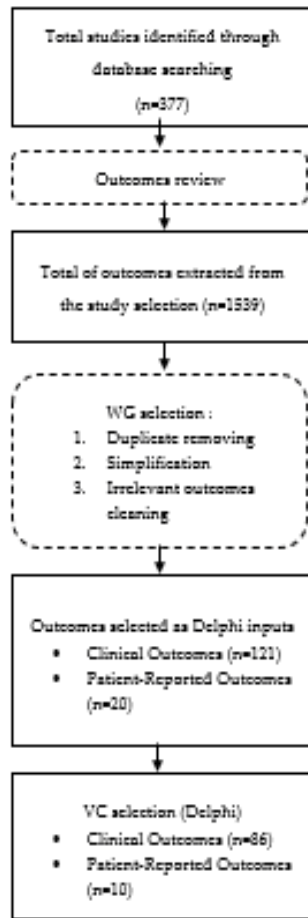 Total studies identified through
database searching
(n=377)
Outcomes review
Total of outcomes extracted from
the study selection (n=1539)
WG selection :
1. Duplicate removing
2. Simplification
3. Irrelevant outcomes
cleaning
Outcomes selected as Delphi inputs
• Clinical Outcomes (n=121)
• Patient-Reported Outcomes
(n=20)
VC selection (Delphi)
• Clinical Outcomes (n=86)
• Patient-Reported Outcomes
(n=10)